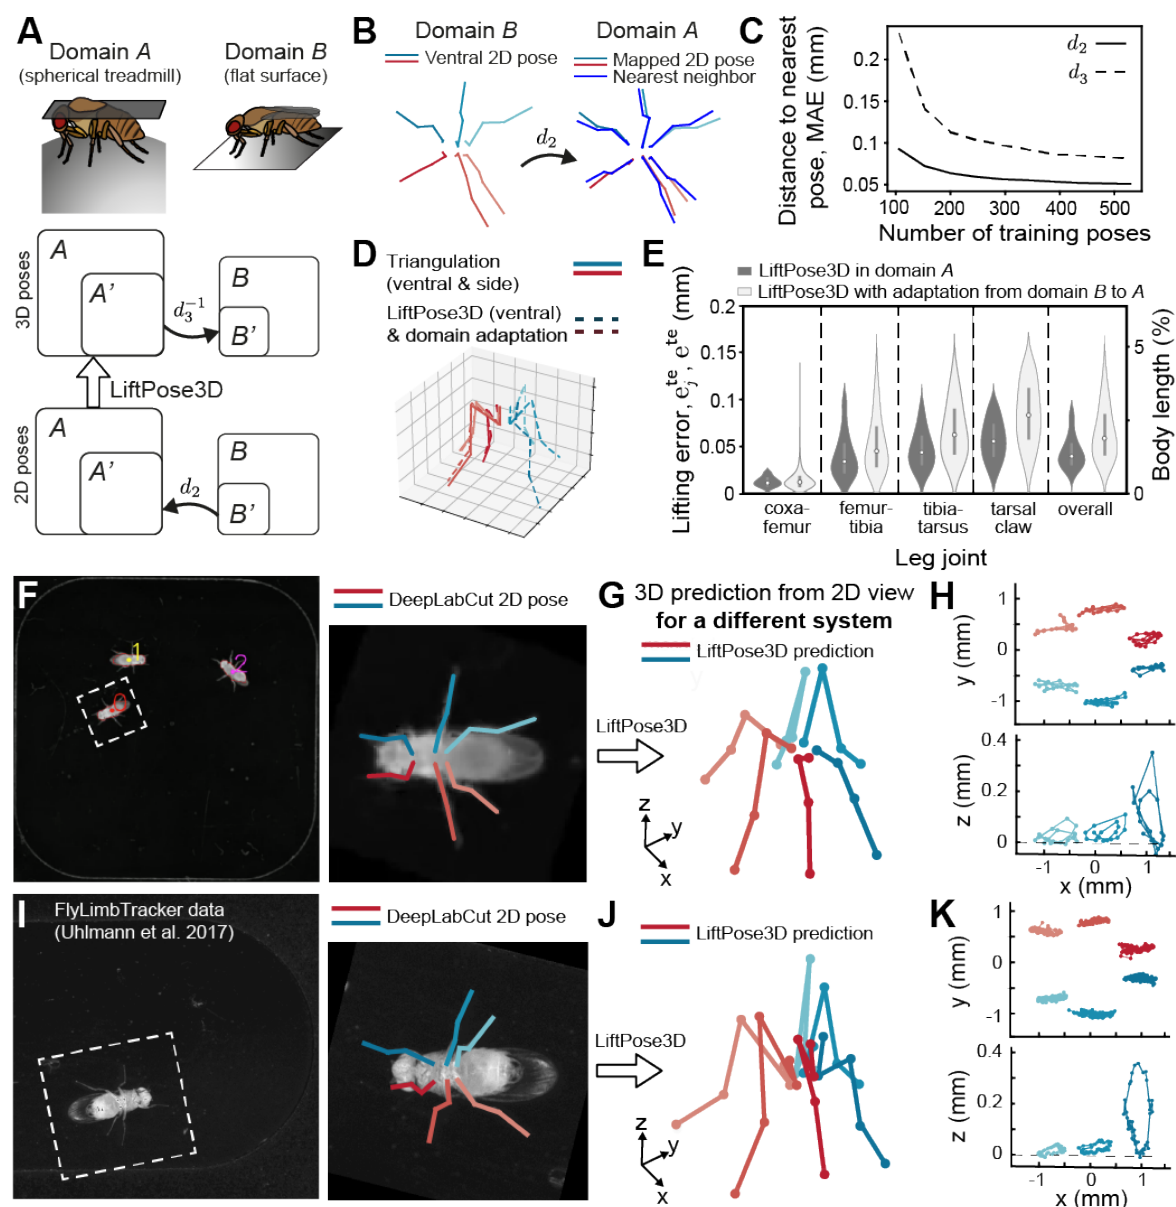 A
Domain A
(spherical treadmill)
Domain B
(flat surface)
3D poses
A
A'
d₃⁻¹
B
B'
LiftPose3D
2D poses
A
A'
d₂
B
B'
B
Domain B
Ventral 2D pose
d₂
Domain A
Mapped 2D pose
Nearest neighbor
C
Distance to nearest
pose, MAE (mm)
0.2
0.15
0.1
0.05
d₂
d₃
100
200
300
400
500
Number of training poses
D
Triangulation
(ventral & side)
LiftPose3D (ventral)
& domain adaptation
E
LiftPose3D in domain A
LiftPose3D with adaptation from domain B to A
Lifting error, eⱼᵗᵉ, eᵗᵉ (mm)
0.2
0.15
0.1
0.05
0
5
0
Body length (%)
coxa-
femur
femur-
tibia
tibia-
tarsus
tarsal
claw
overall
Leg joint
F
1
2
0
DeepLabCut 2D pose
G
3D prediction from 2D view
for a different system
LiftPose3D prediction
LiftPose3D
z
y
x
H
y (mm)
1
0
-1
z (mm)
0.4
0.2
0
-1
0
1
x (mm)
I
FlyLimbTracker data
(Uhlmann et al. 2017)
DeepLabCut 2D pose
J
LiftPose3D prediction
LiftPose3D
z
y
x
K
y (mm)
1
0
-1
z (mm)
0.4
0.2
0
-1
0
1
x (mm)